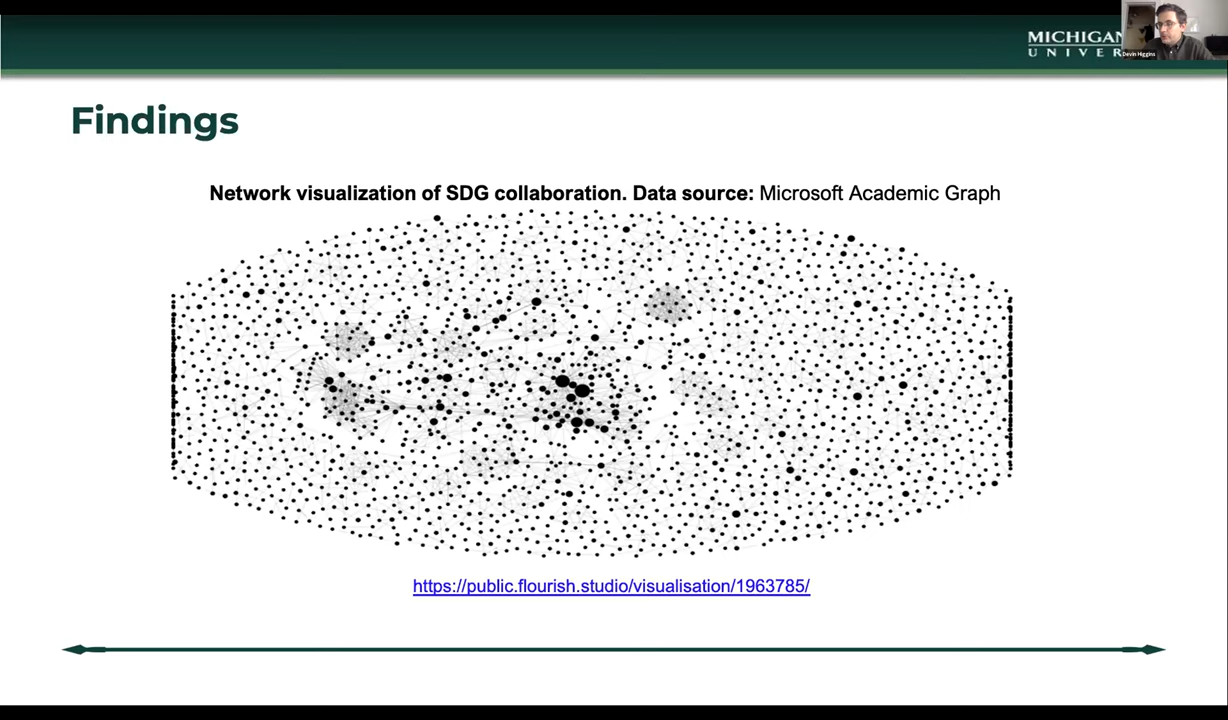 MICHIGAN
UNIVER
Devin Higgins
Findings
Network visualization of SDG collaboration. Data source: Microsoft Academic Graph
https://public.flourish.studio/visualisation/1963785/